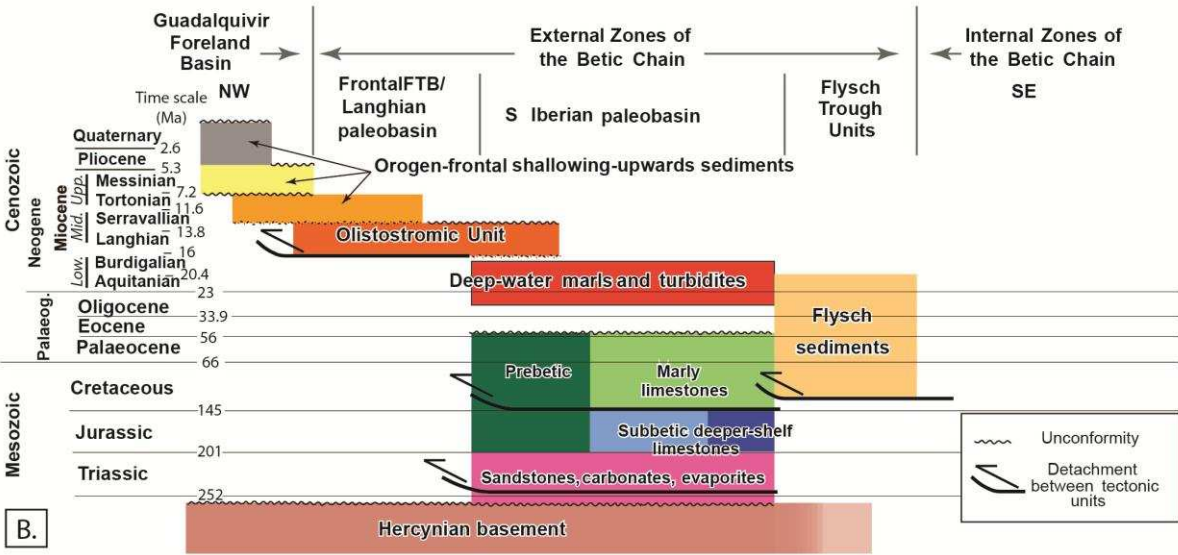 Guadalquivir
Foreland
Basin
NW
External Zones of
the Betic Chain
Internal Zones of
the Betic Chain
SE
FrontalFTB/
Langhian
paleobasin
S Iberian paleobasin
Flysch
Trough
Units
Time scale
(Ma)
Cenozoic
Neogene
Miocene
Upp.
Mid.
Low.
Palaeog.
Mesozoic
Quaternary
2.6
Pliocene
5.3
Messinian
7.2
Tortonian
11.6
Serravallian
13.8
Langhian
16
Burdigalian
20.4
Aquitanian
23
Oligocene
33.9
Eocene
56
Palaeocene
66
Cretaceous
145
Jurassic
201
Triassic
252
Orogen-frontal shallowing-upwards sediments
Olistostromic Unit
Deep-water marls and turbidites
Flysch
sediments
Prebetic
Marly
limestones
Subbetic deeper-shelf
limestones
Sandstones, carbonates, evaporites
Hercynian basement
Unconformity
Detachment
between tectonic
units
B.